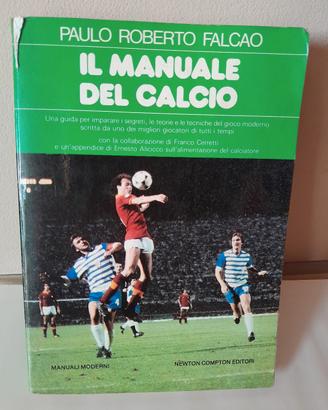 PAULO ROBERTO FALCAO
IL MANUALE
DEL CALCIO
Una guida per imparare i segreti, le teorie e le tecniche del gioco moderno
scritta da uno dei migliori giocatori di tutti i tempi
con la collaborazione di Franco Cerretti
e un'appendice di Ernesto Alicicco sull'alimentazione del calciatore
MANUALI MODERNI
NEWTON COMPTON EDITORI